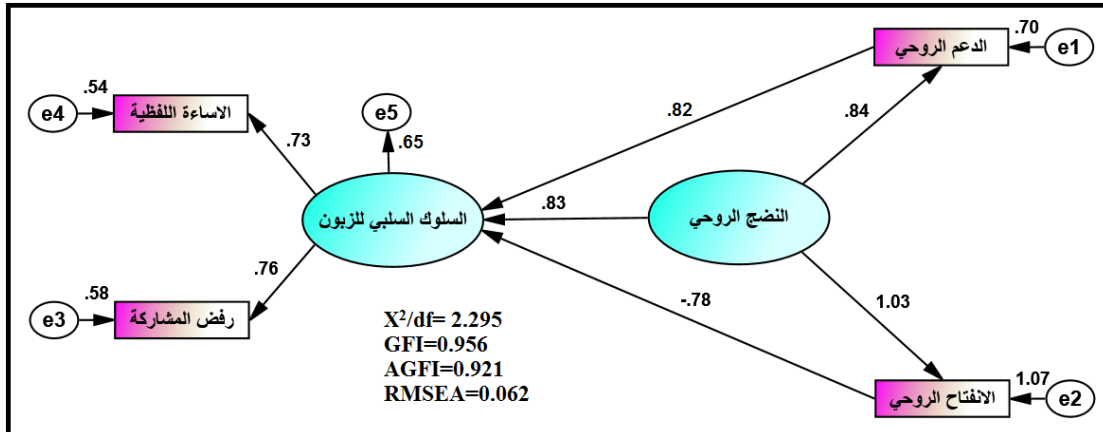 .70
e1
الدعم الروحي
.54
e4
الاساءة اللفظية
e5
.65
.82
.84
.73
السلوك السلبي للزبون
.83
النضج الروحي
.76
-.78
1.03
.58
e3
رفض المشاركة
X²/df= 2.295
GFI=0.956
AGFI=0.921
RMSEA=0.062
1.07
e2
الانفتاح الروحي